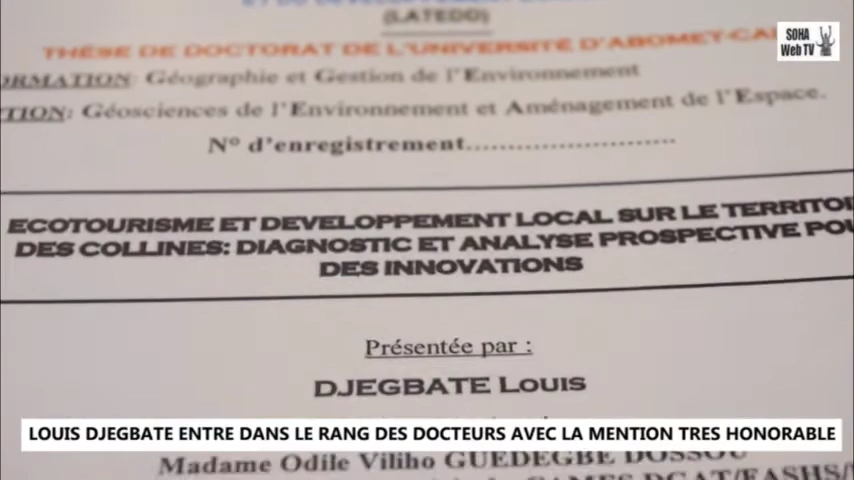 (LATEDD)
SOHA
Web TV
THÈSE DE DOCTORAT DE L'UNIVERSITÉ D'ABOMEY-CA
ORMATION: Géographie et Gestion de l'Environnement
TION: Géosciences de l'Environnement et Aménagement de l'Espace.
N° d'enregistrement........................
ECOTOURISME ET DEVELOPPEMENT LOCAL SUR LE TERRITOI
DES COLLINES: DIAGNOSTIC ET ANALYSE PROSPECTIVE POU
DES INNOVATIONS
Présentée par :
DJEGBATE LOUIS
LOUIS DJEGBATE ENTRE DANS LE RANG DES DOCTEURS AVEC LA MENTION TRES HONORABLE
Madame Odile Viliho GUEDEGBE DOSSOU